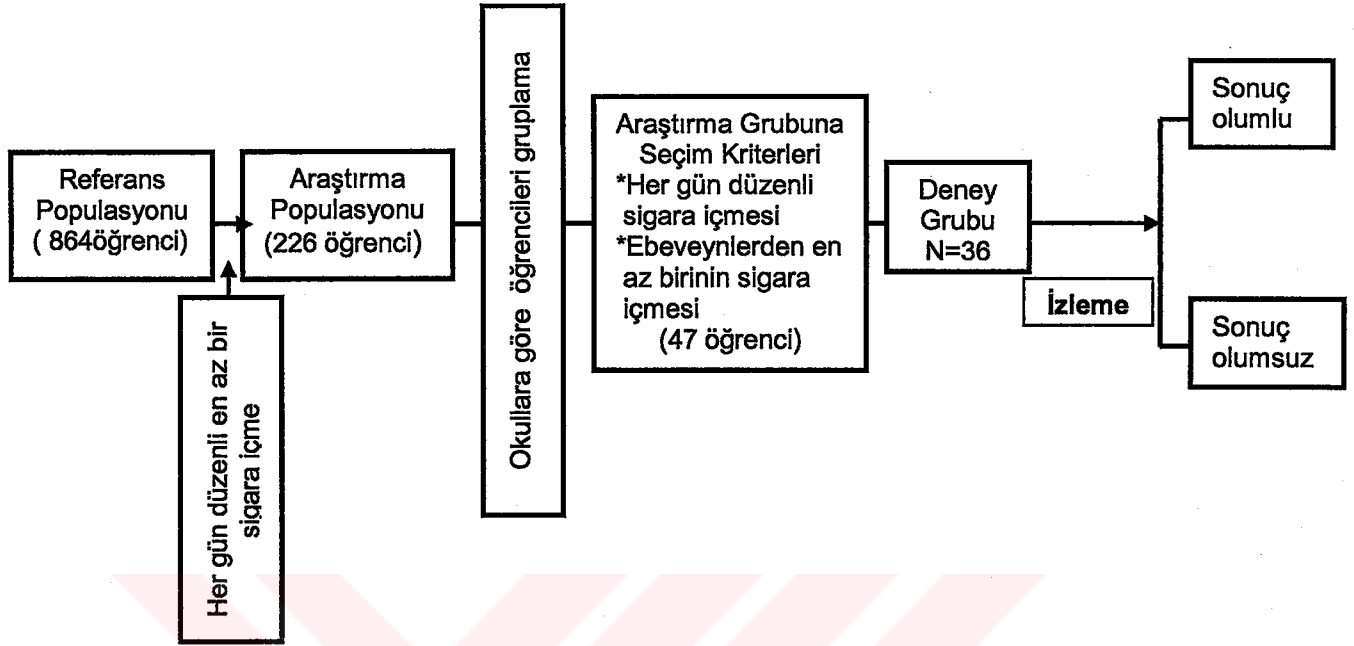 Referans
Populasyonu
( 864öğrenci)
Her gün düzenli en az bir
sigara içme
Araştırma
Populasyonu
(226 öğrenci)
Okullara göre öğrencileri gruplama
Araştırma Grubuna
Seçim Kriterleri
*Her gün düzenli
sigara içmesi
*Ebeveynlerden en
az birinin sigara
içmesi
(47 öğrenci)
Deney
Grubu
N=36
İzleme
Sonuç
olumlu
Sonuç
olumsuz